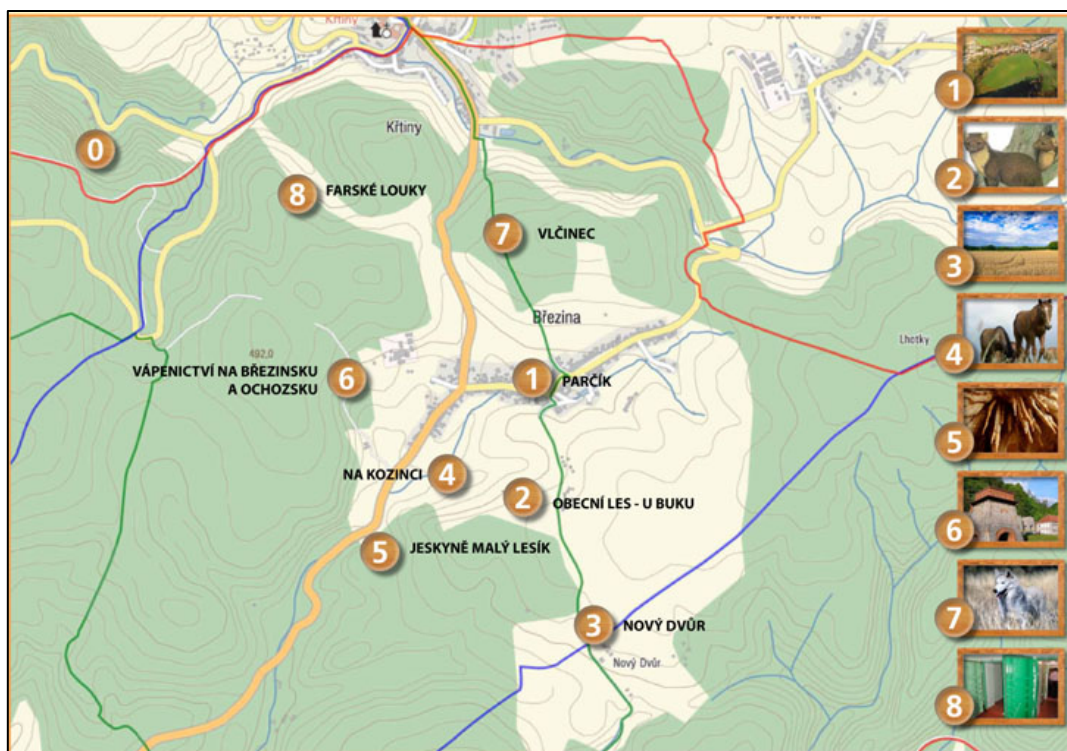 Křtiny
1
0
Křtiny
8
FARSKÉ LOUKY
2
7
VLČINEC
3
Březina
Lhotky
4
492,0
VÁPENICTVÍ NA BŘEZINSKU
A OCHOZSKU
6
1
PARČÍK
5
NA KOZINCI
4
2
OBECNÍ LES - U BUKU
6
5
JESKYNĚ MALÝ LESÍK
7
3
NOVÝ DVŮR
Nový Dvůr
8